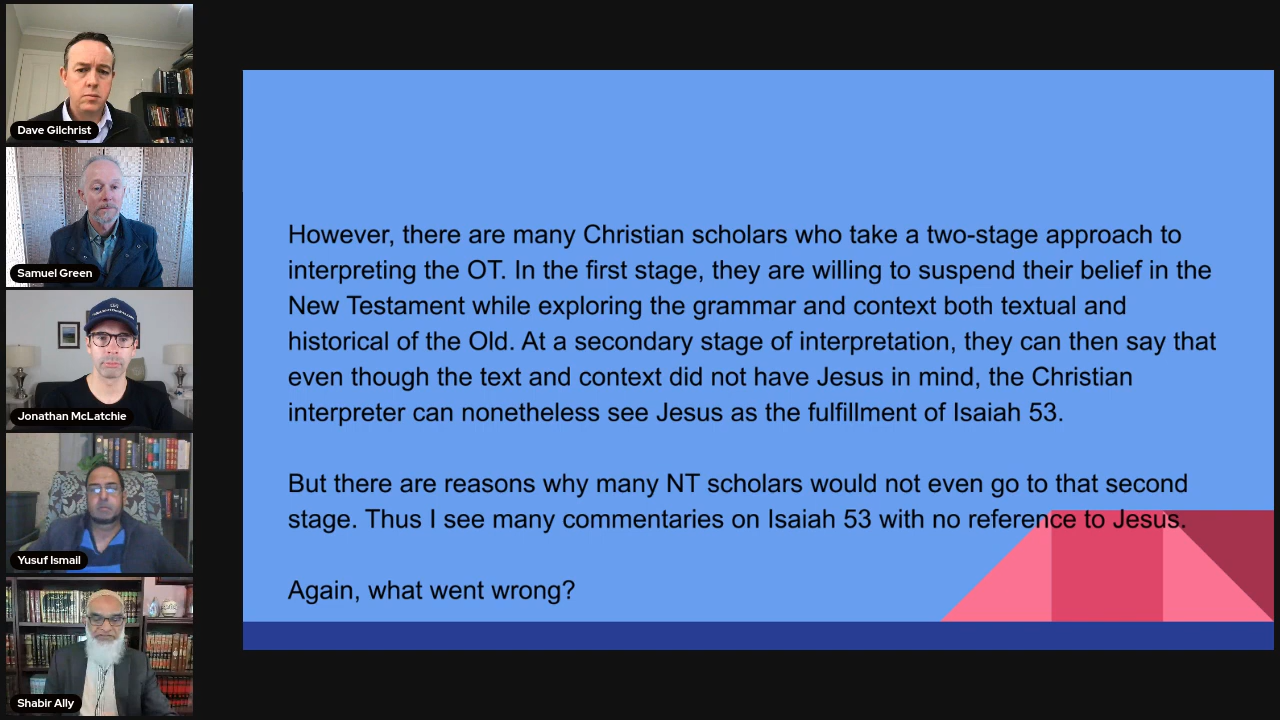 Dave Gilchrist
Samuel Green
Jonathan McLatchie
Yusuf Ismail
Shabir Ally
However, there are many Christian scholars who take a two-stage approach to
interpreting the OT. In the first stage, they are willing to suspend their belief in the
New Testament while exploring the grammar and context both textual and
historical of the Old. At a secondary stage of interpretation, they can then say that
even though the text and context did not have Jesus in mind, the Christian
interpreter can nonetheless see Jesus as the fulfillment of Isaiah 53.
But there are reasons why many NT scholars would not even go to that second
stage. Thus I see many commentaries on Isaiah 53 with no reference to Jesus.
Again, what went wrong?